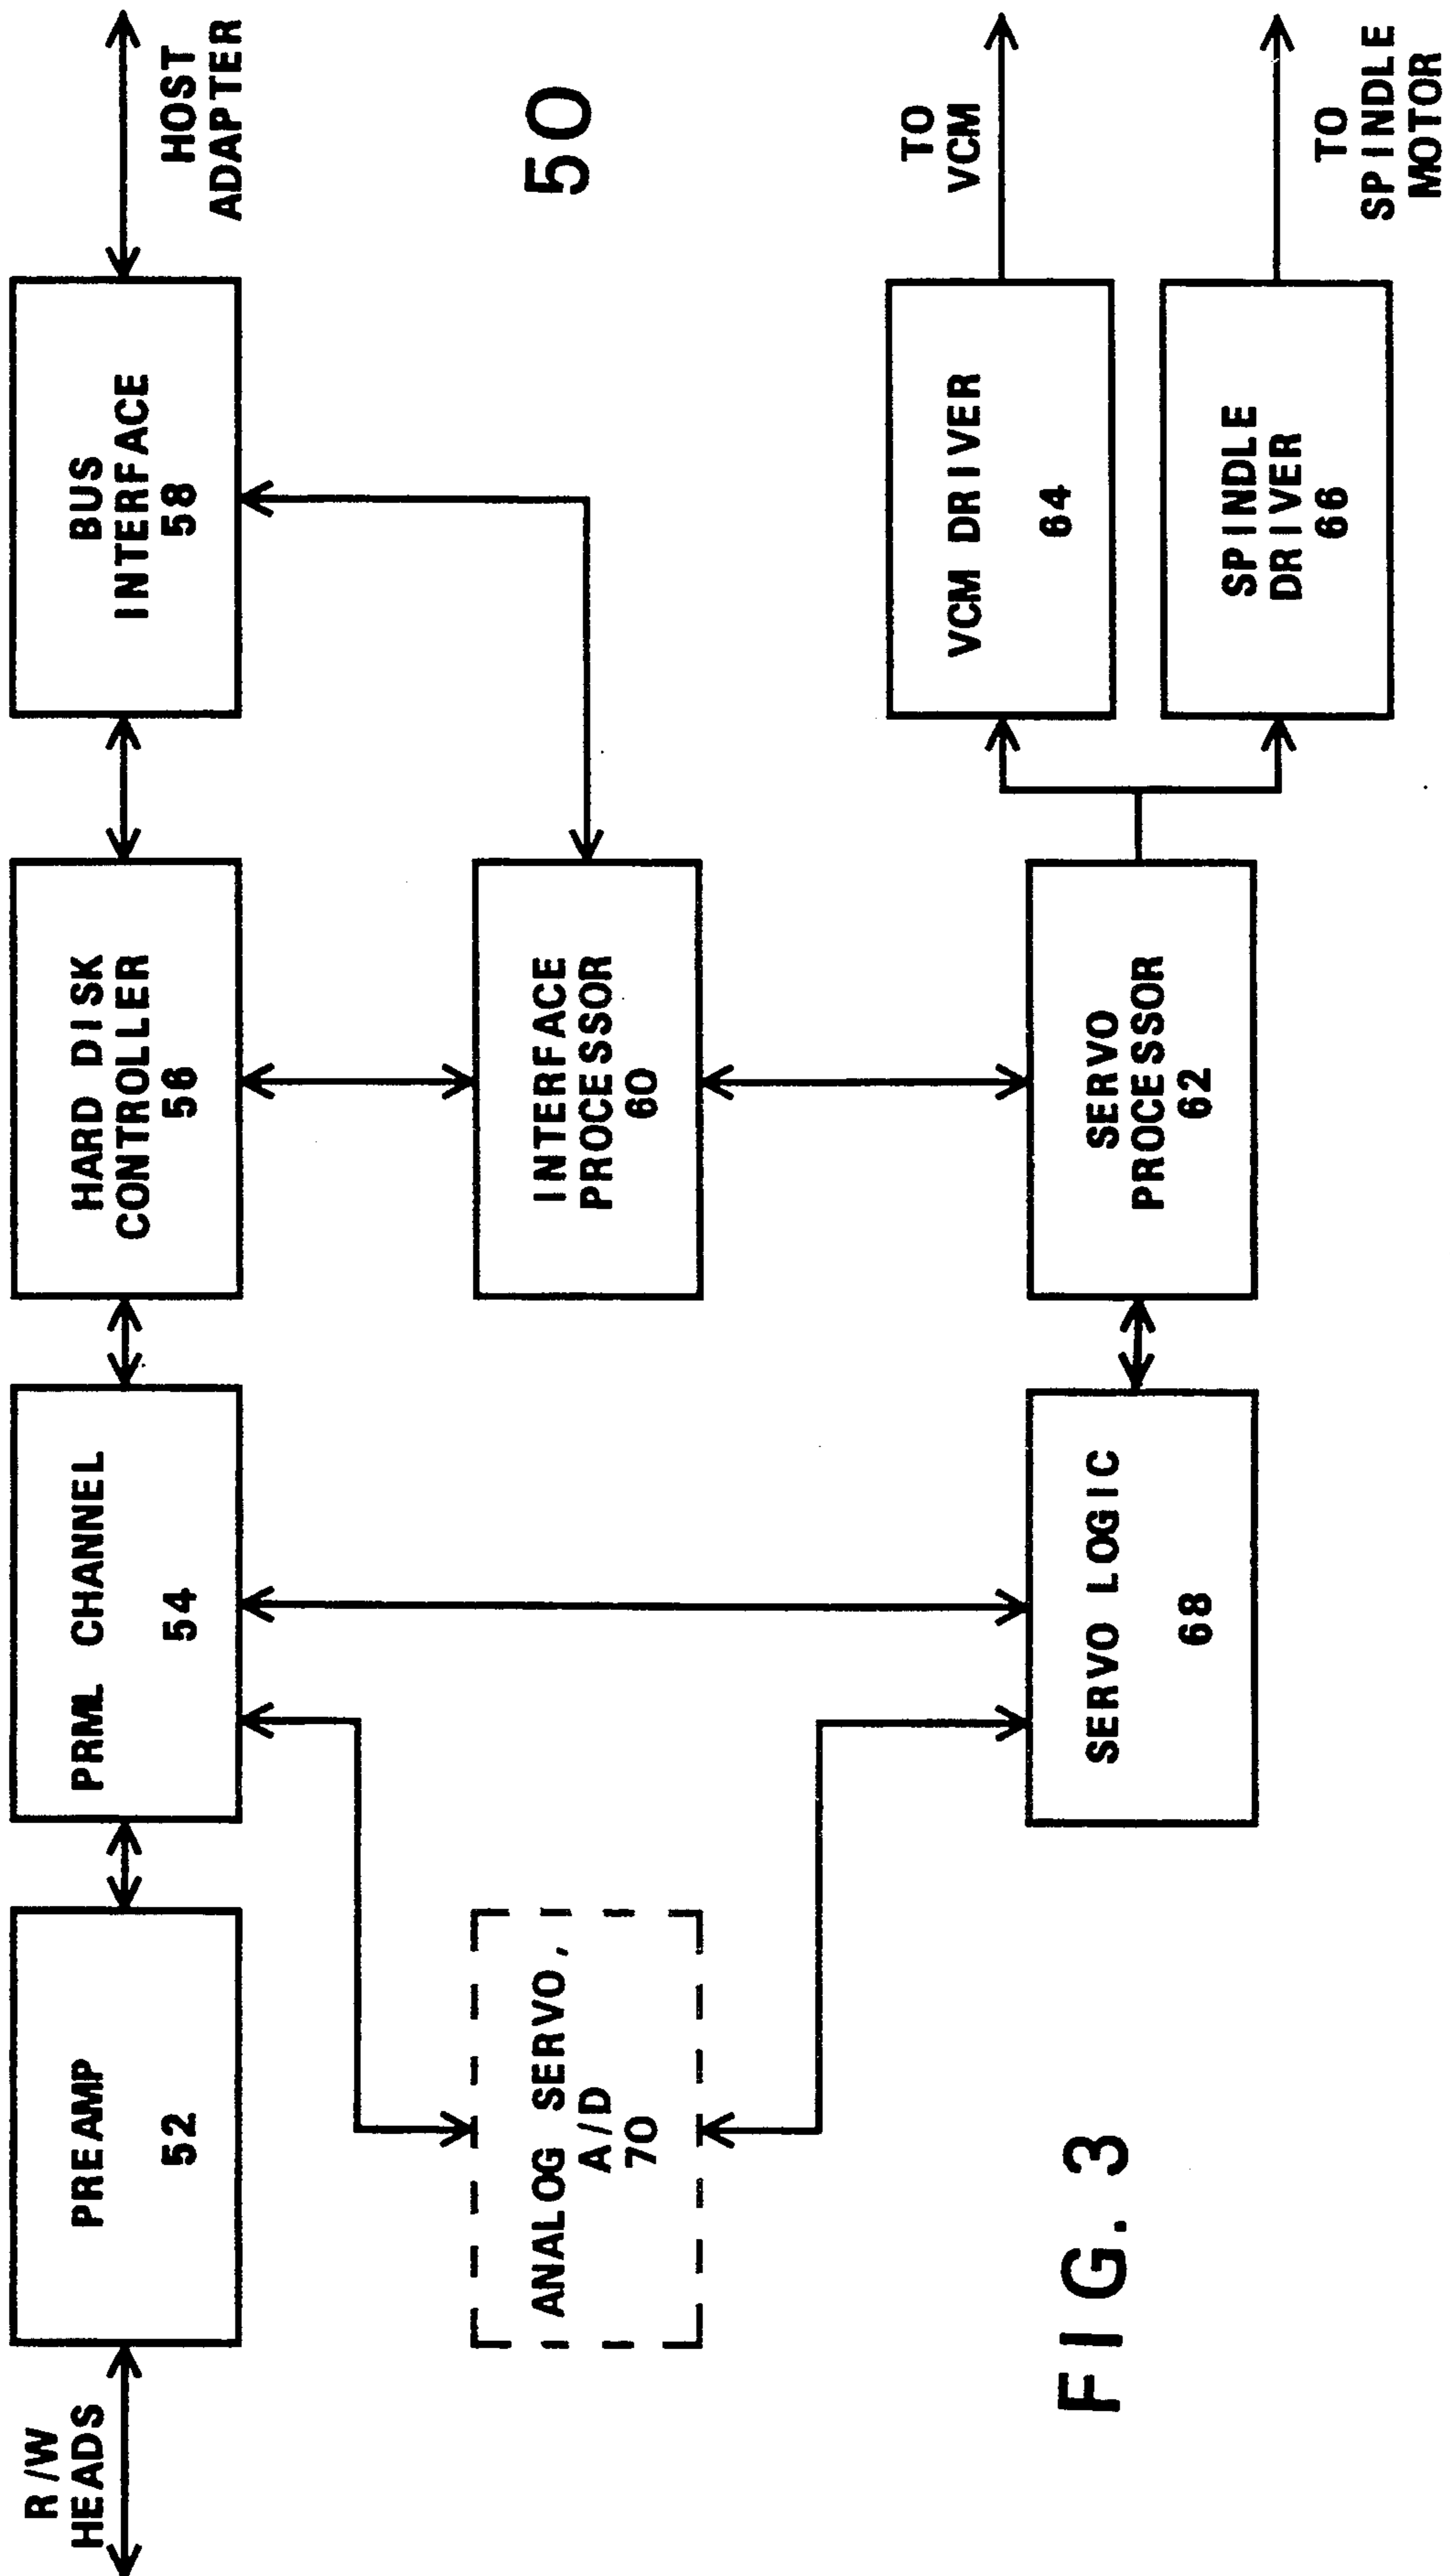 R/W
HEADS
PREAMP
52
PRML CHANNEL
54
HARD DISK
CONTROLLER
56
BUS
INTERFACE
58
HOST
ADAPTER
ANALOG SERVO,
A/D
70
INTERFACE
PROCESSOR
60
50
SERVO LOGIC
68
SERVO
PROCESSOR
62
VCM DRIVER
64
TO
VCM
SPINDLE
DRIVER
66
TO
SPINDLE
MOTOR
FIG. 3